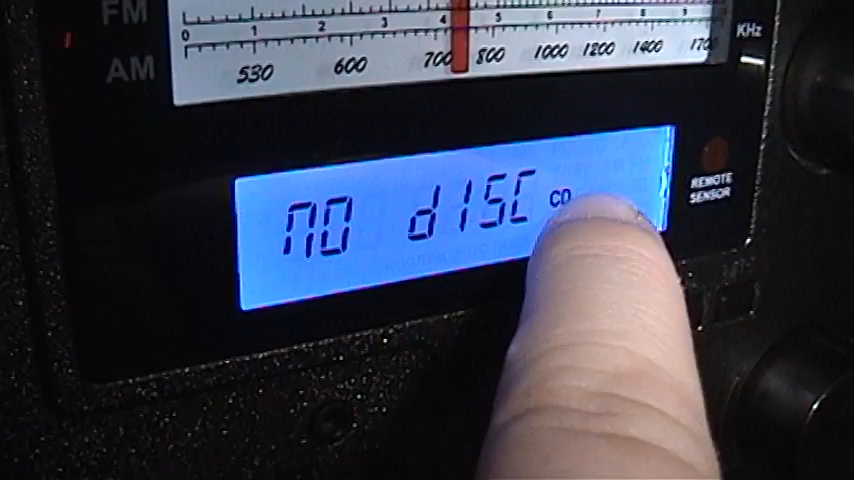 FM
0 1 2 3 4 5 6 7 8 9
KHz
AM
530 600 700 800 1000 1200 1400 1700
NO dISC CD
REMOTE
SENSOR